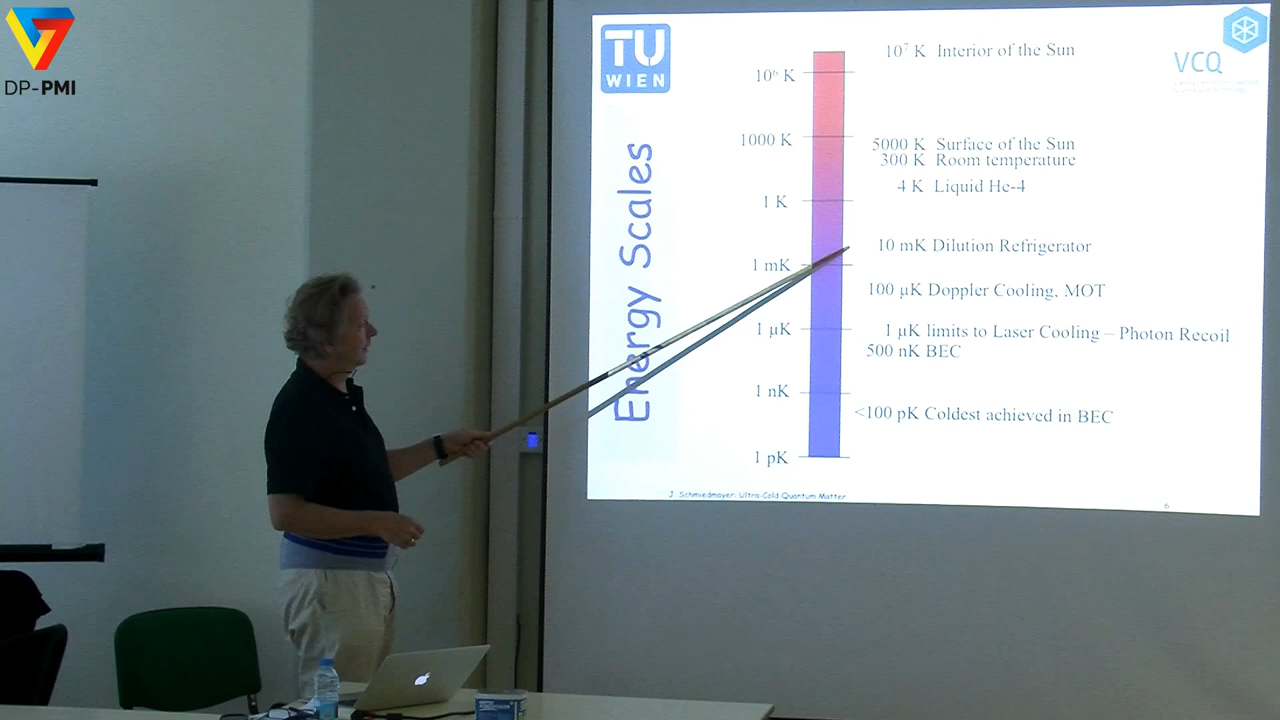 DP-PMI
TU
WIEN
VCQ
Energy Scales
10⁶ K
1000 K
1 K
1 mK
1 µK
1 nK
1 pK
10⁷ K Interior of the Sun
5000 K Surface of the Sun
300 K Room temperature
4 K Liquid He-4
10 mK Dilution Refrigerator
100 µK Doppler Cooling, MOT
1 µK limits to Laser Cooling – Photon Recoil
500 nK BEC
<100 pK Coldest achieved in BEC
J. Schmiedmayer: Ultra-Cold Quantum Matter
6